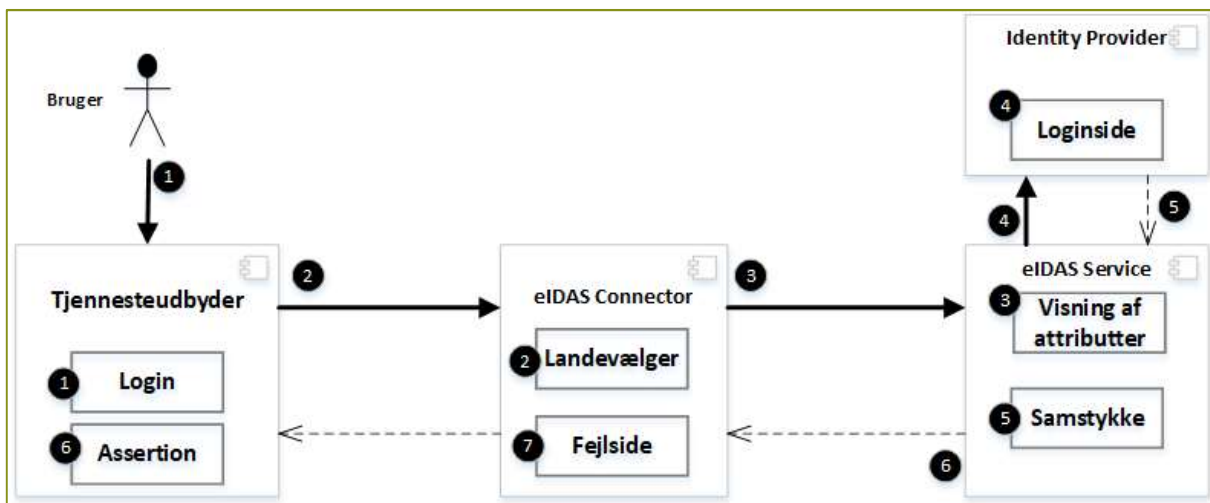 Bruger
1
Tjennesteudbyder
1
Login
6
Assertion
2
eIDAS Connector
2
Landevælger
7
Fejlside
3
Identity Provider
4
Loginside
4
5
eIDAS Service
3
Visning af
attributter
5
Samstykke
6